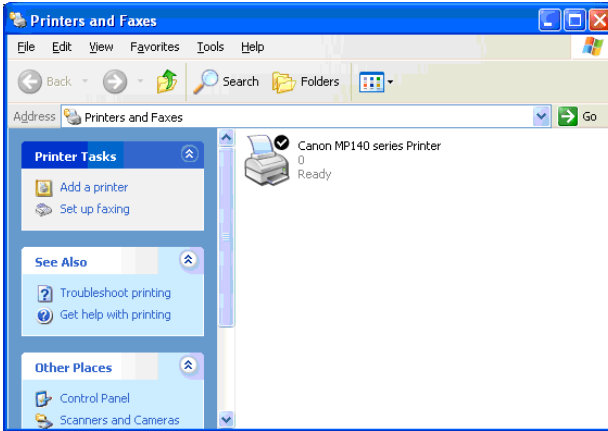 Printers and Faxes
File Edit View Favorites Tools Help
Back Search Folders
Address Printers and Faxes Go
Printer Tasks
Add a printer
Set up faxing
See Also
Troubleshoot printing
Get help with printing
Other Places
Control Panel
Scanners and Cameras
Canon MP140 series Printer
0
Ready